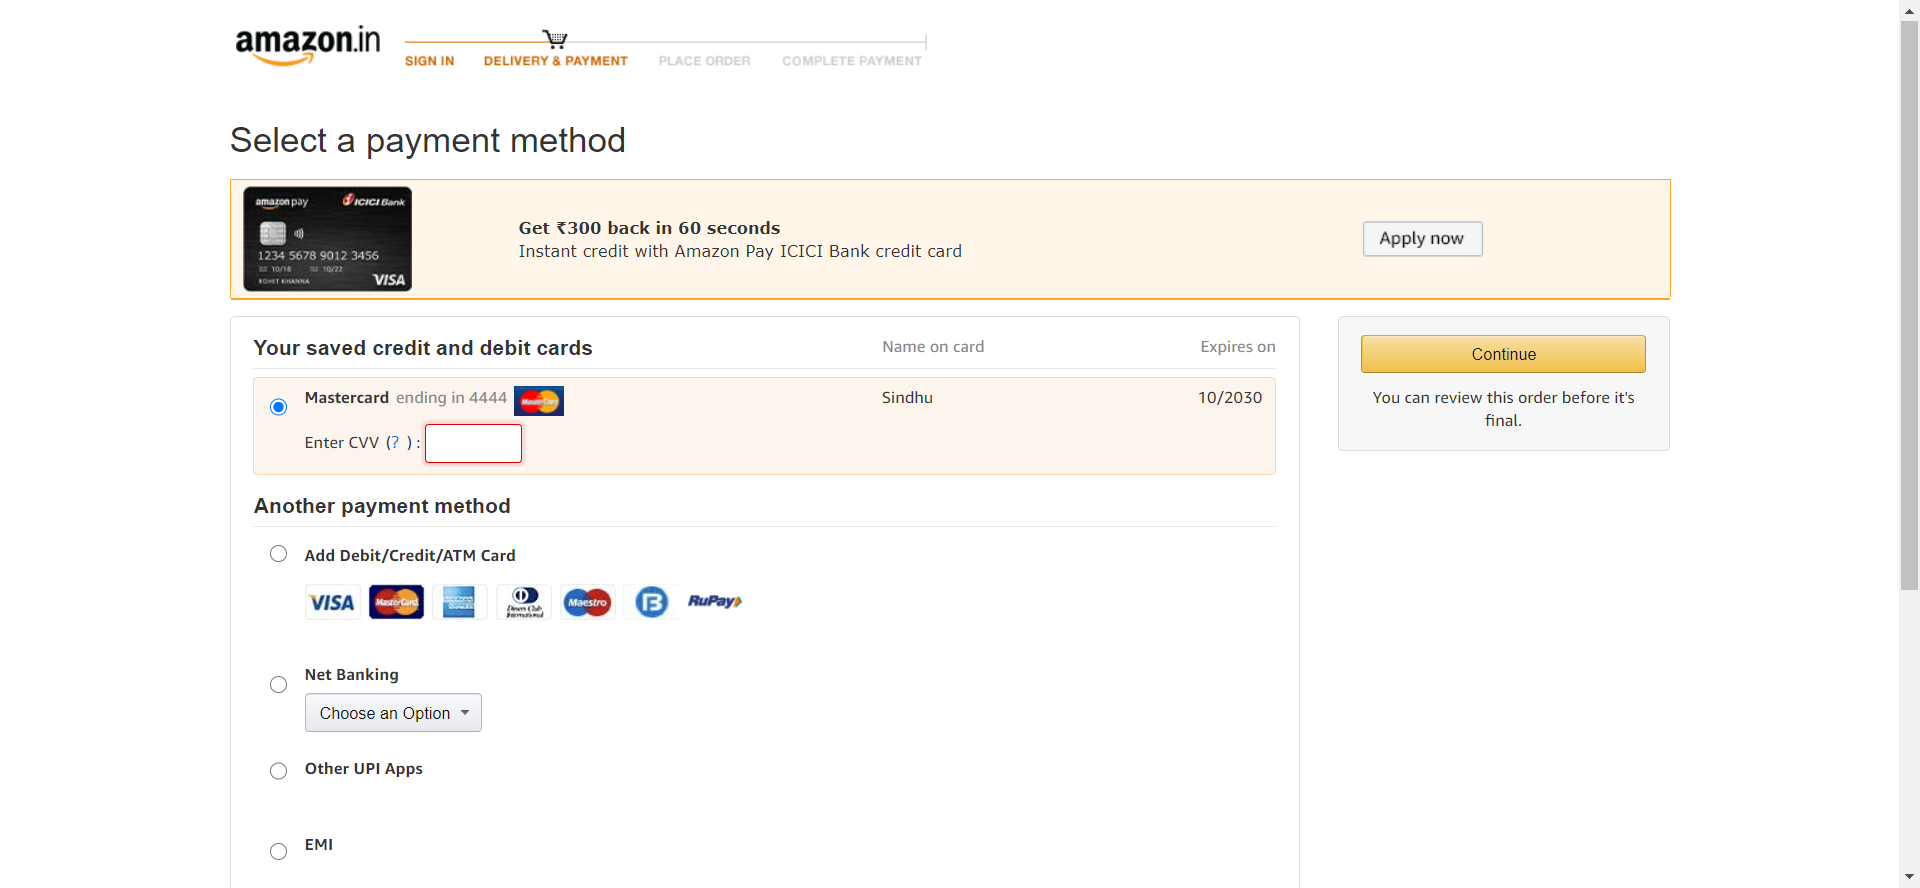 amazon.in
SIGN IN DELIVERY & PAYMENT PLACE ORDER COMPLETE PAYMENT
Select a payment method
amazon pay ICICI Bank
1234 5678 9012 3456
10/18 10/22
ROHIT KHANNA VISA
Get ₹300 back in 60 seconds
Instant credit with Amazon Pay ICICI Bank credit card
Apply now
Your saved credit and debit cards Name on card Expires on
Mastercard ending in 4444 MasterCard Sindhu 10/2030
Enter CVV (? ) :
Continue
You can review this order before it's
final.
Another payment method
Add Debit/Credit/ATM Card
VISA MasterCard Diners Club International Maestro B RuPay
Net Banking
Choose an Option
Other UPI Apps
EMI